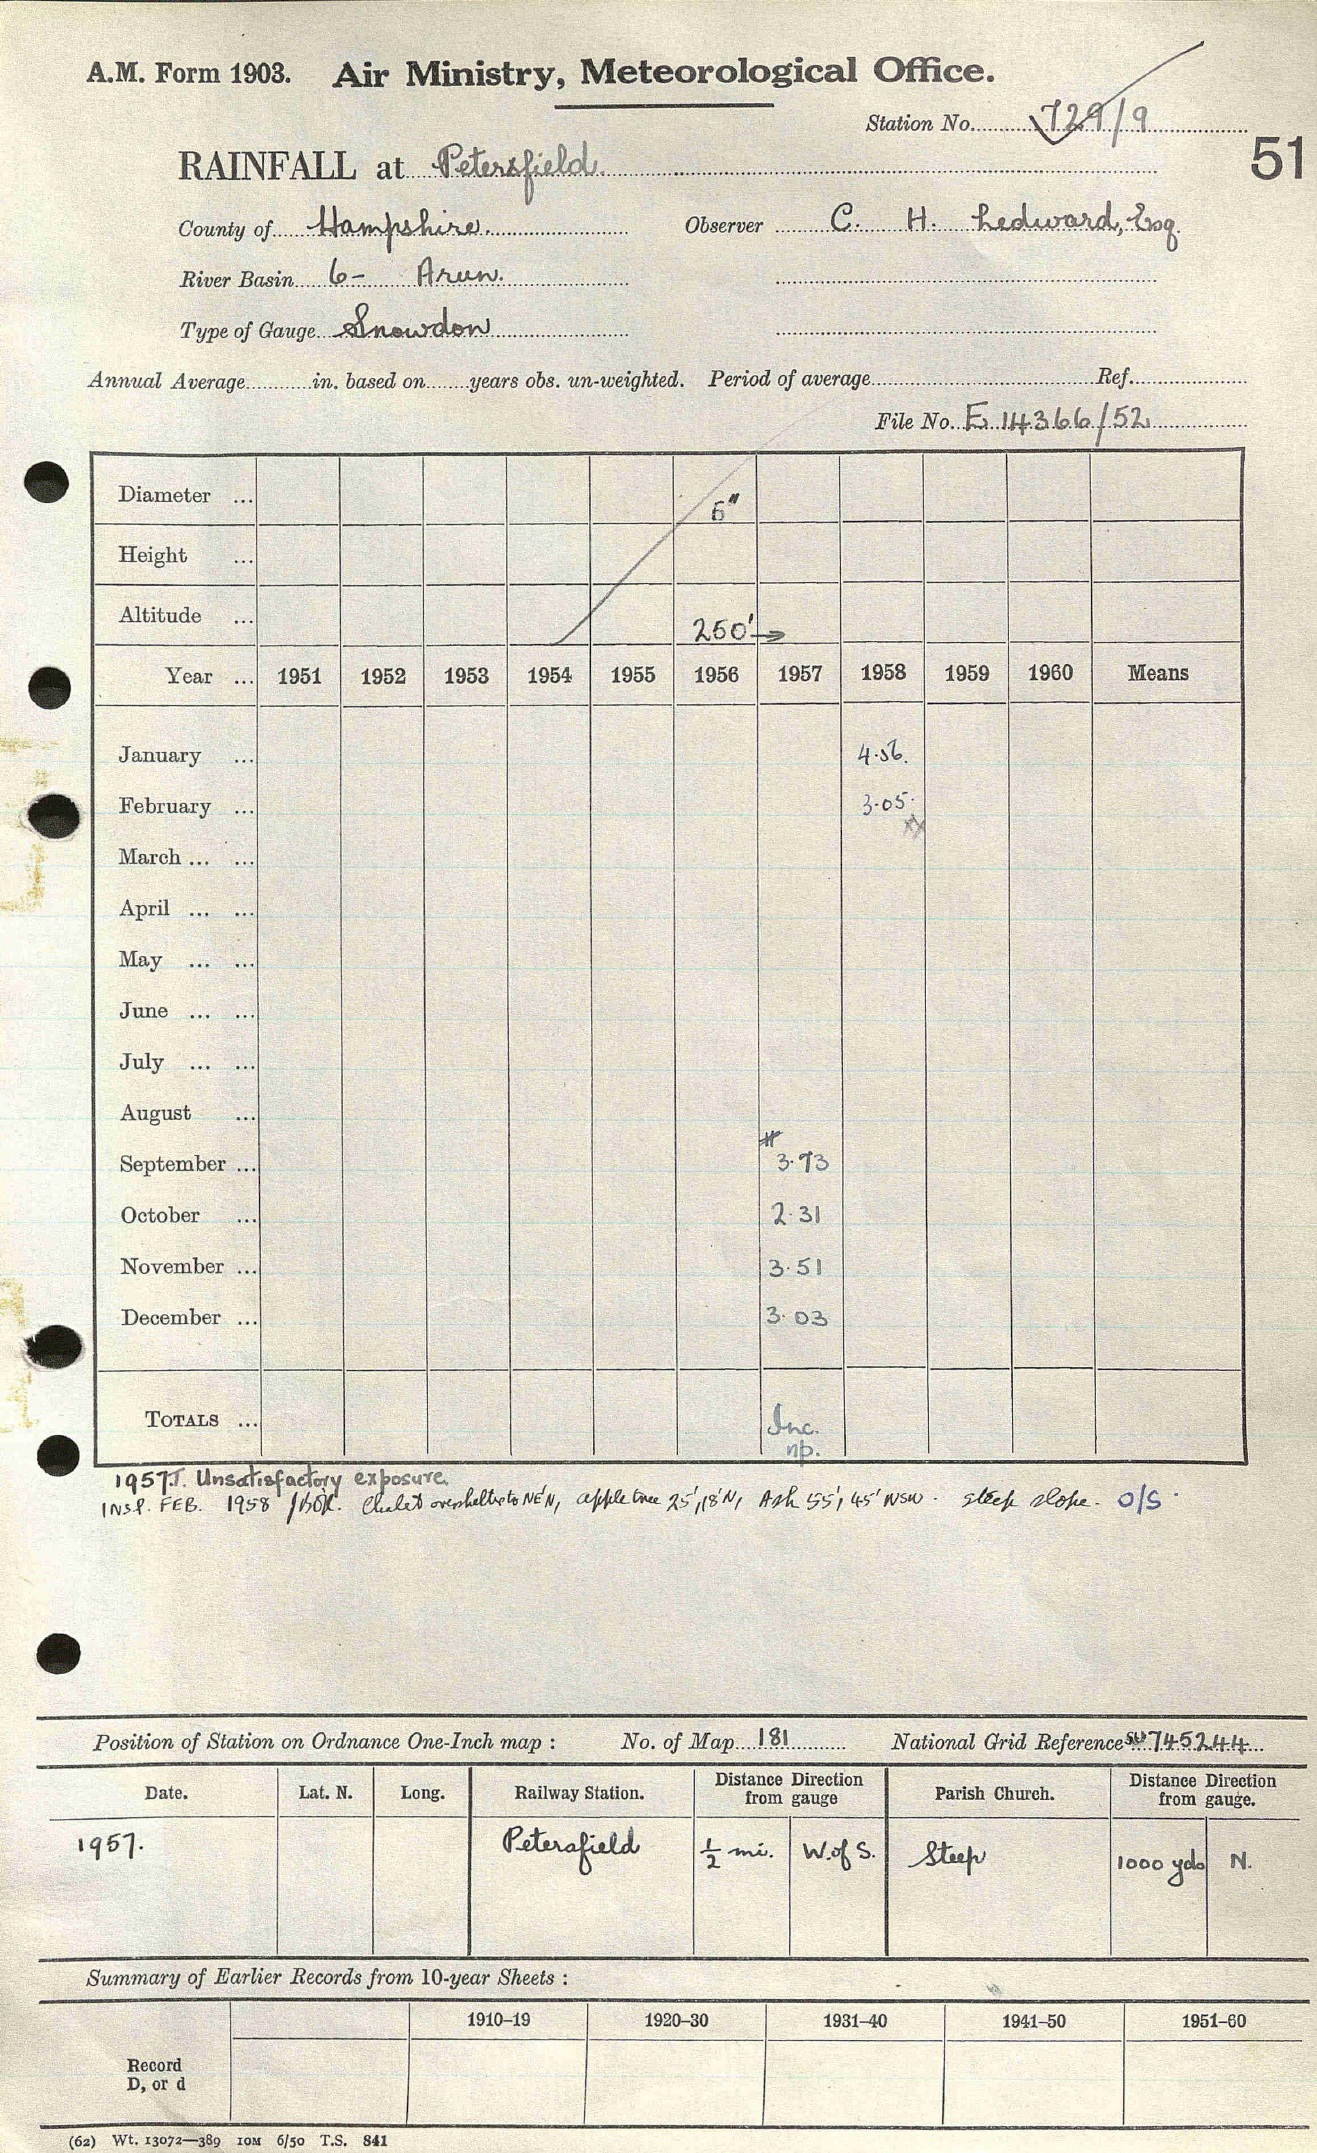 A.M. Form 1903. Air Ministry, Meteorological Office.
Station No. 729/9
51
RAINFALL at Petersfield.
County of Hampshire. Observer C. H. Ledward, Esq.
River Basin 6- Arun.
Type of Gauge Snowdon
Annual Average in. based on years obs. un-weighted. Period of average Ref.
File No. E 14366/52
Diameter ... 5"
Height ...
Altitude ... 250' →
Year ... 1951 1952 1953 1954 1955 1956 1957 1958 1959 1960 Means
January ... 4.56.
February ... 3.05.
xx
March ... ...
April ... ...
May ... ...
June ... ...
July ... ...
August ...
#
September ... 3.73
October ... 2.31
November ... 3.51
December ... 3.03
TOTALS ... Inc.
np.
1957. Unsatisfactory exposure.
INSP. FEB. 1958 Chalet NE'N, apple tree 25', 18'N, Ash 55', 45' WSW. Steep slope. O/S.
Position of Station on Ordnance One-Inch map : No. of Map 181 National Grid Reference SU 745244
Date. Lat. N. Long. Railway Station. Distance Direction from gauge Parish Church. Distance Direction from gauge.
1957. Petersfield ½ mi. W. of S. Steep 1000 yds N.
Summary of Earlier Records from 10-year Sheets :
1910–19 1920–30 1931–40 1941–50 1951–60
Record
D, or d
(62) Wt. 13072—389 10M 6/50 T.S. 841